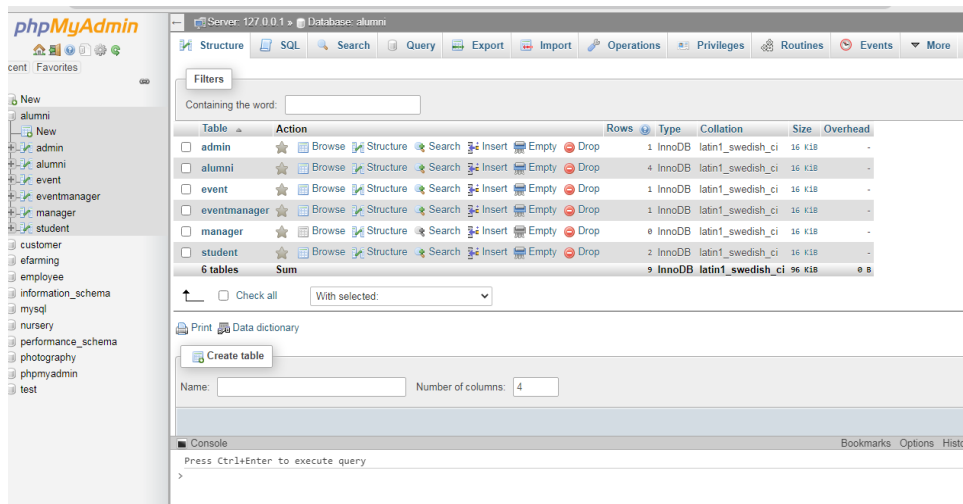 phpMyAdmin
cent Favorites
New
alumni
New
admin
alumni
event
eventmanager
manager
student
customer
efarming
employee
information_schema
mysql
nursery
performance_schema
photography
phpmyadmin
test
Server: 127.0.0.1 » Database: alumni
Structure SQL Search Query Export Import Operations Privileges Routines Events More
Filters
Containing the word:
Table Action Rows Type Collation Size Overhead
admin Browse Structure Search Insert Empty Drop 1 InnoDB latin1_swedish_ci 16 KiB -
alumni Browse Structure Search Insert Empty Drop 4 InnoDB latin1_swedish_ci 16 KiB -
event Browse Structure Search Insert Empty Drop 1 InnoDB latin1_swedish_ci 16 KiB -
eventmanager Browse Structure Search Insert Empty Drop 1 InnoDB latin1_swedish_ci 16 KiB -
manager Browse Structure Search Insert Empty Drop 0 InnoDB latin1_swedish_ci 16 KiB -
student Browse Structure Search Insert Empty Drop 2 InnoDB latin1_swedish_ci 16 KiB -
6 tables Sum 9 InnoDB latin1_swedish_ci 96 KiB 0 B
Check all With selected:
Print Data dictionary
Create table
Name: Number of columns: 4
Console Bookmarks Options Histo
Press Ctrl+Enter to execute query
>